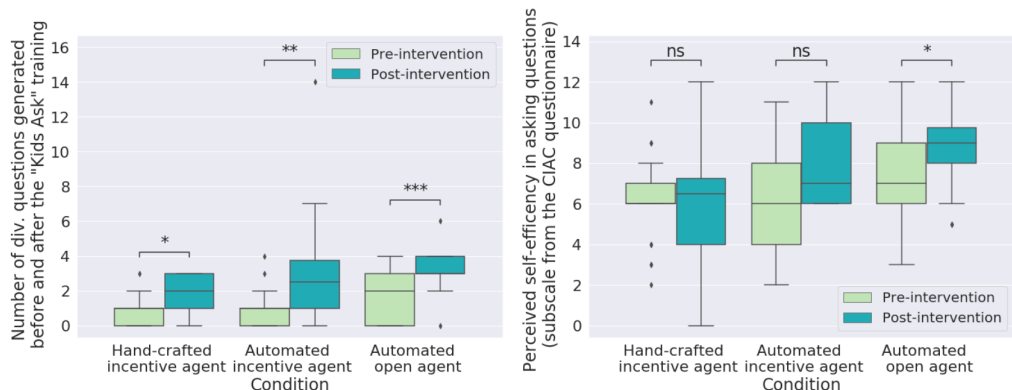 Number of div. questions generated
before and after the "Kids Ask" training
16
14
12
10
8
6
4
2
0
*
**
***
Pre-intervention
Post-intervention
Hand-crafted
incentive agent
Automated
incentive agent
Automated
open agent
Condition
Perceived self-efficency in asking questions
(subscale from the CIAC questionnaire)
14
12
10
8
6
4
2
0
ns
ns
*
Pre-intervention
Post-intervention
Hand-crafted
incentive agent
Automated
incentive agent
Automated
open agent
Condition